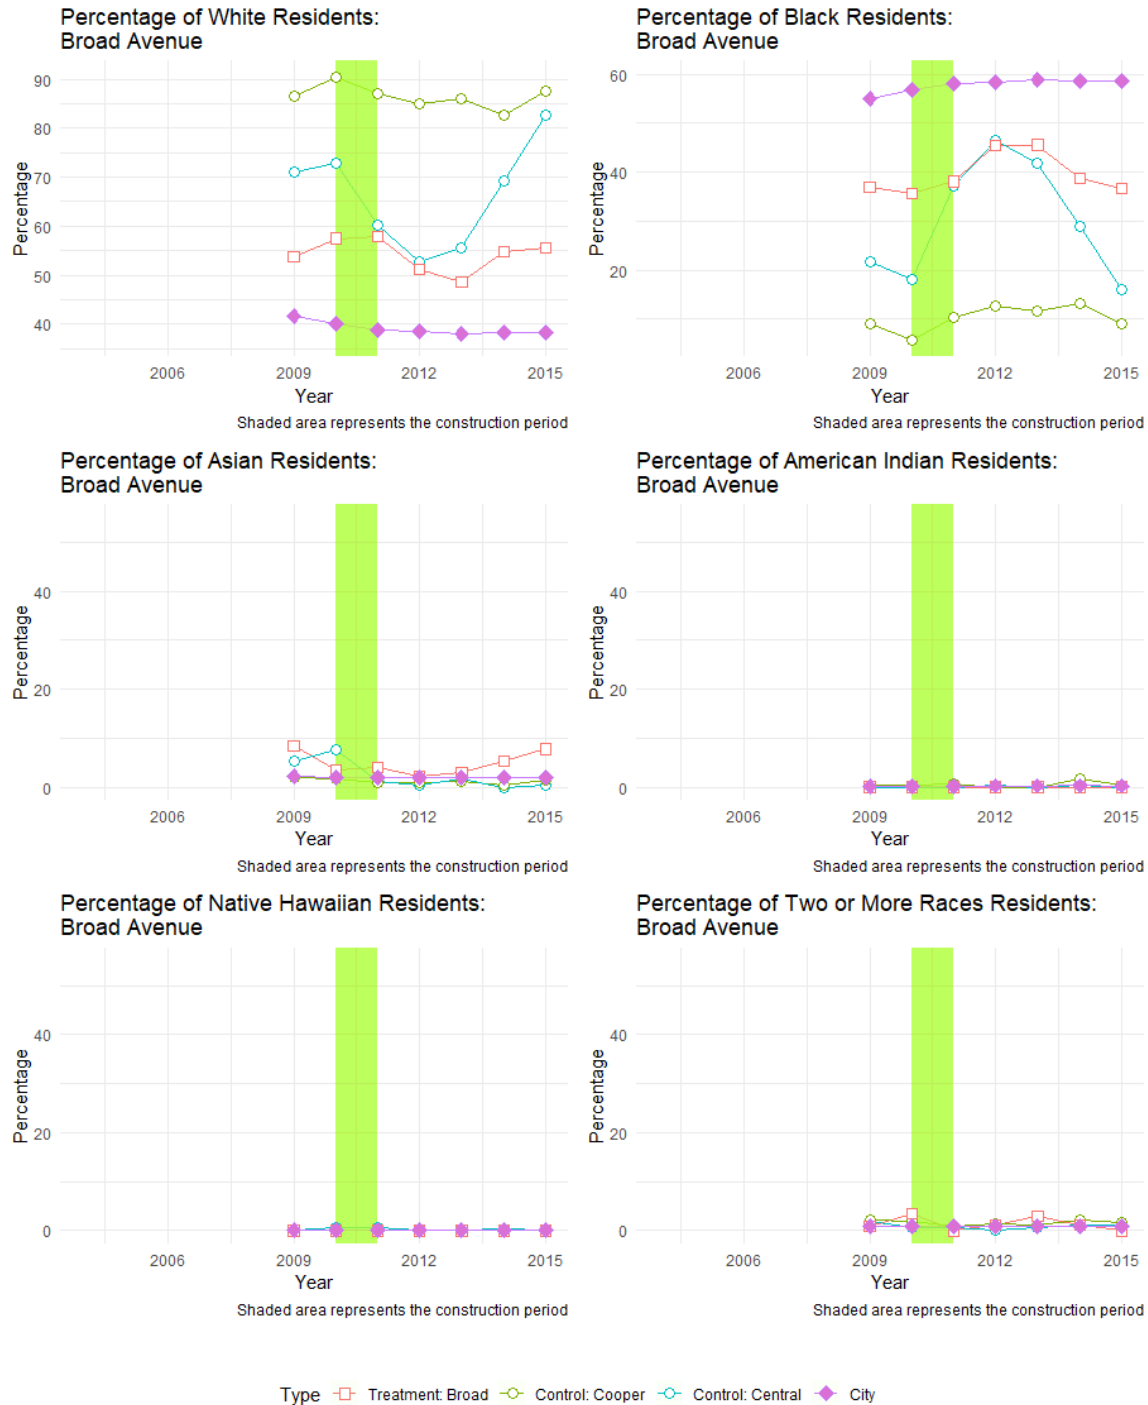 Percentage of White Residents:
Broad Avenue
90
80
70
60
50
40
Percentage
2006 2009 2012 2015
Year
Shaded area represents the construction period
Percentage of Black Residents:
Broad Avenue
60
40
20
Percentage
2006 2009 2012 2015
Year
Shaded area represents the construction period
Percentage of Asian Residents:
Broad Avenue
40
20
0
Percentage
2006 2009 2012 2015
Year
Shaded area represents the construction period
Percentage of American Indian Residents:
Broad Avenue
40
20
0
Percentage
2006 2009 2012 2015
Year
Shaded area represents the construction period
Percentage of Native Hawaiian Residents:
Broad Avenue
40
20
0
Percentage
2006 2009 2012 2015
Year
Shaded area represents the construction period
Percentage of Two or More Races Residents:
Broad Avenue
40
20
0
Percentage
2006 2009 2012 2015
Year
Shaded area represents the construction period
Type Treatment: Broad Control: Cooper Control: Central City